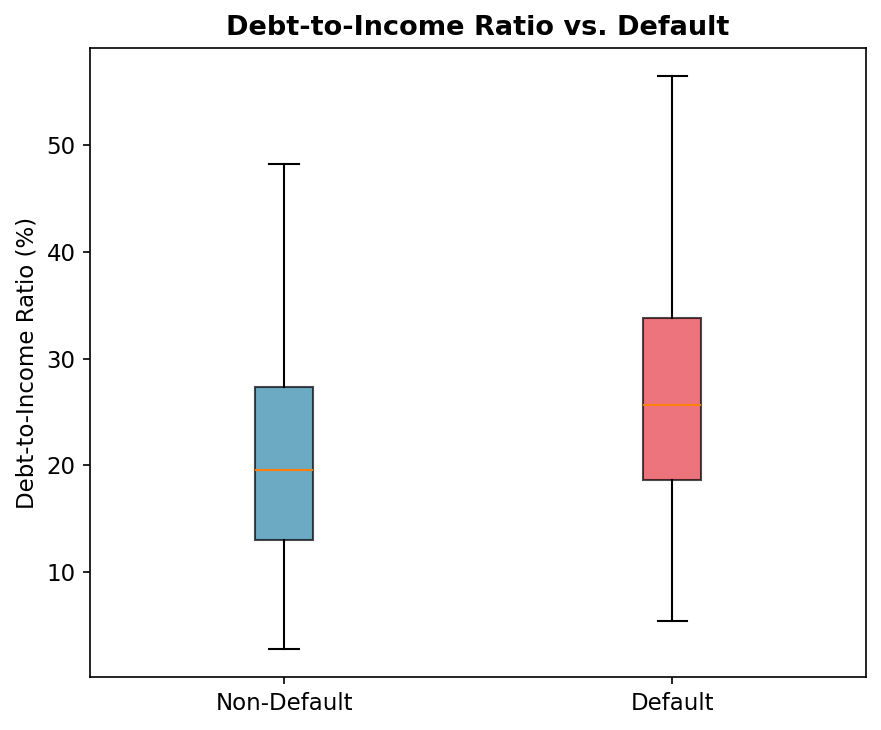 Debt-to-Income Ratio vs. Default
Debt-to-Income Ratio (%)
50
40
30
20
10
Non-Default
Default